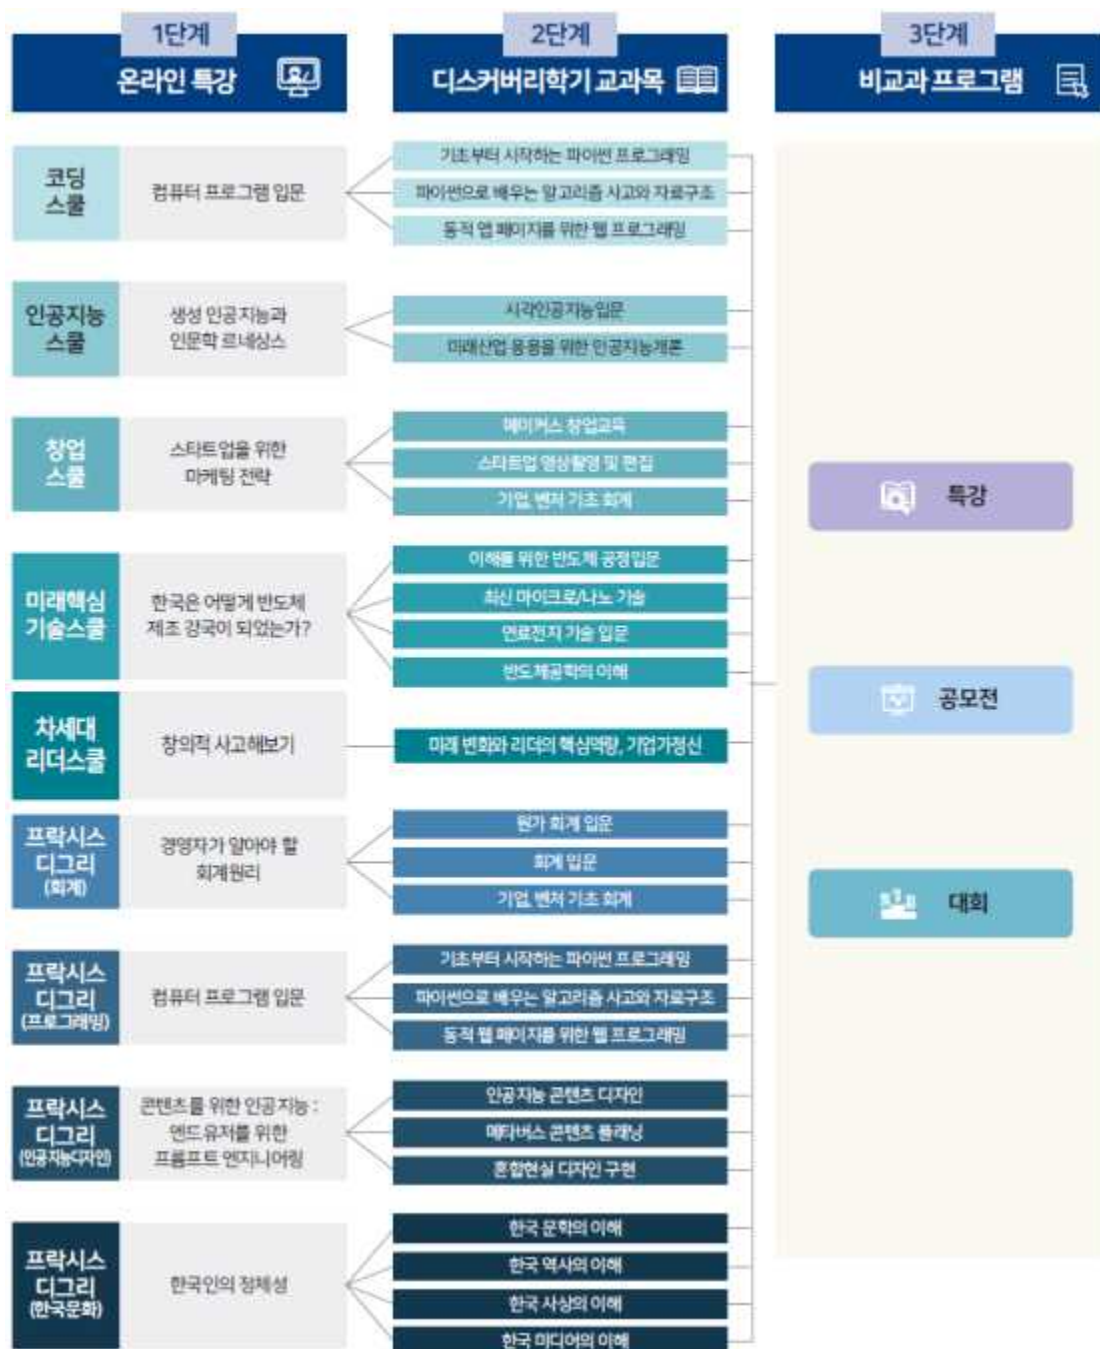 1단계
온라인 특강
2단계
디스커버리학기 교과목
3단계
비교과 프로그램
코딩
스쿨
컴퓨터 프로그램 입문
기초부터 시작하는 파이썬 프로그래밍
파이썬으로 배우는 알고리즘 사고와 자료구조
동적 앱 페이지를 위한 웹 프로그래밍
인공지능
스쿨
생성 인공지능과
인문학 르네상스
시각인공지능입문
미래산업 응용을 위한 인공지능개론
창업
스쿨
스타트업을 위한
마케팅 전략
메이커스 창업교육
스타트업 영상촬영 및 편집
기업, 벤처 기초 회계
미래핵심
기술스쿨
한국은 어떻게 반도체
제조 강국이 되었는가?
이해를 위한 반도체 공정입문
최신 마이크로/나노 기술
연료전지 기술 입문
반도체공학의 이해
차세대
리더스쿨
창의적 사고해보기
미래 변화와 리더의 핵심역량, 기업가정신
프락시스
디그리
(회계)
경영자가 알아야 할
회계원리
원가 회계 입문
회계 입문
기업, 벤처 기초 회계
프락시스
디그리
(프로그래밍)
컴퓨터 프로그램 입문
기초부터 시작하는 파이썬 프로그래밍
파이썬으로 배우는 알고리즘 사고와 자료구조
동적 웹 페이지를 위한 웹 프로그래밍
프락시스
디그리
(인공지능디자인)
콘텐츠를 위한 인공지능 :
엔드유저를 위한
프롬프트 엔지니어링
인공지능 콘텐츠 디자인
메타버스 콘텐츠 플래닝
혼합현실 디자인 구현
프락시스
디그리
(한국문화)
한국인의 정체성
한국 문학의 이해
한국 역사의 이해
한국 사상의 이해
한국 미디어의 이해
특강
공모전
대회